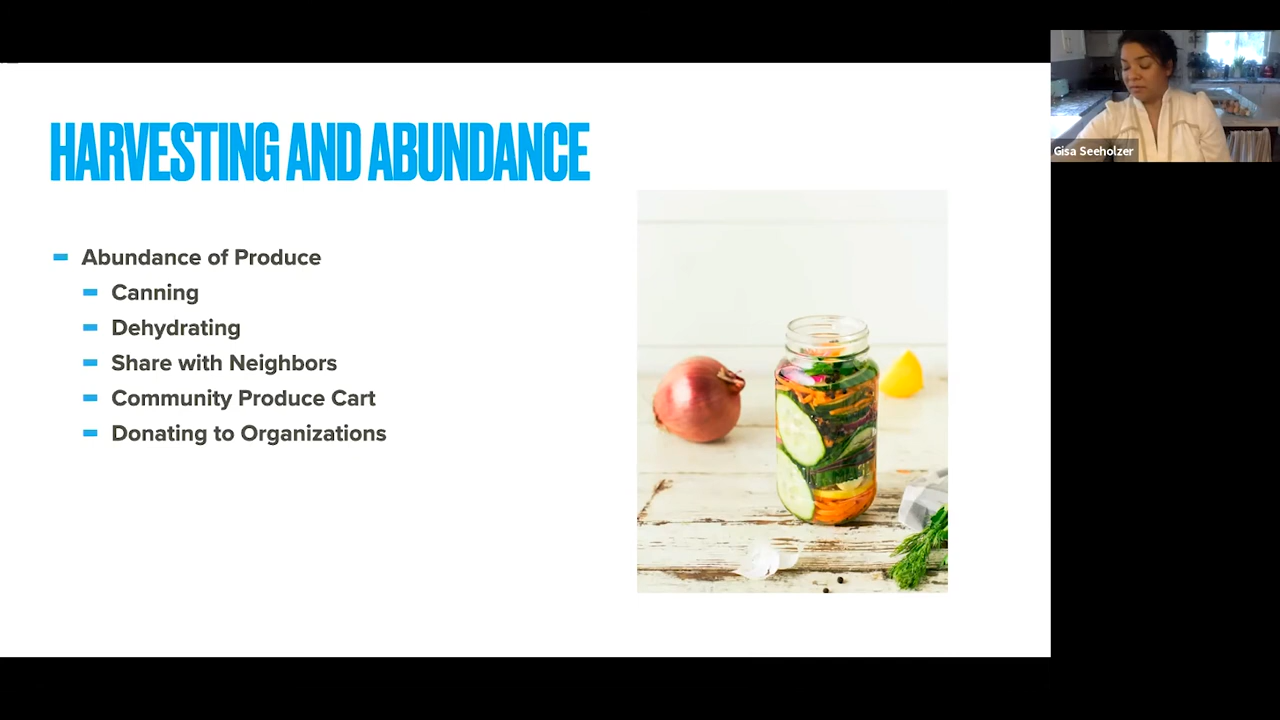 HARVESTING AND ABUNDANCE
Abundance of Produce
Canning
Dehydrating
Share with Neighbors
Community Produce Cart
Donating to Organizations
Gisa Seeholzer